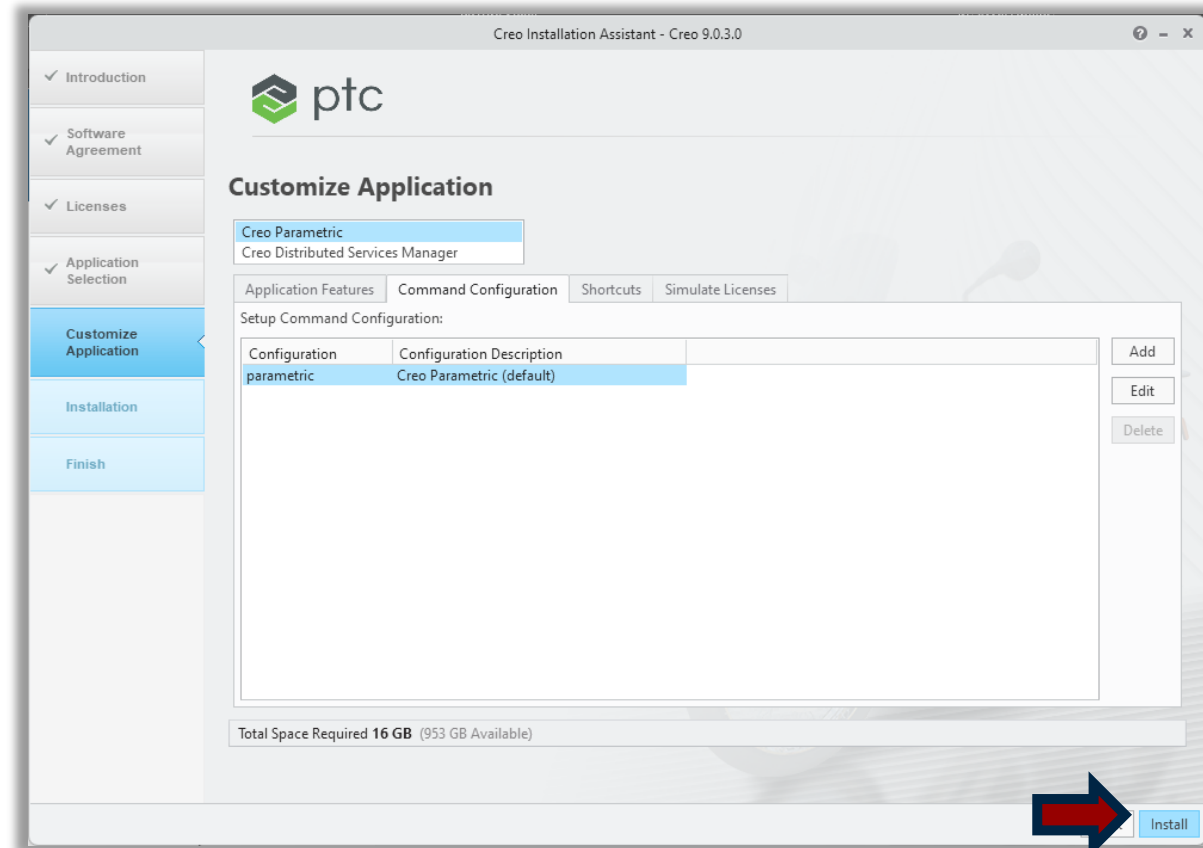 Creo Installation Assistant - Creo 9.0.3.0
Introduction
Software
Agreement
Licenses
Application
Selection
Customize
Application
Installation
Finish
ptc
Customize Application
Creo Parametric
Creo Distributed Services Manager
Application Features Command Configuration Shortcuts Simulate Licenses
Setup Command Configuration:
Configuration Configuration Description
parametric Creo Parametric (default)
Add
Edit
Delete
Total Space Required 16 GB (953 GB Available)
Install